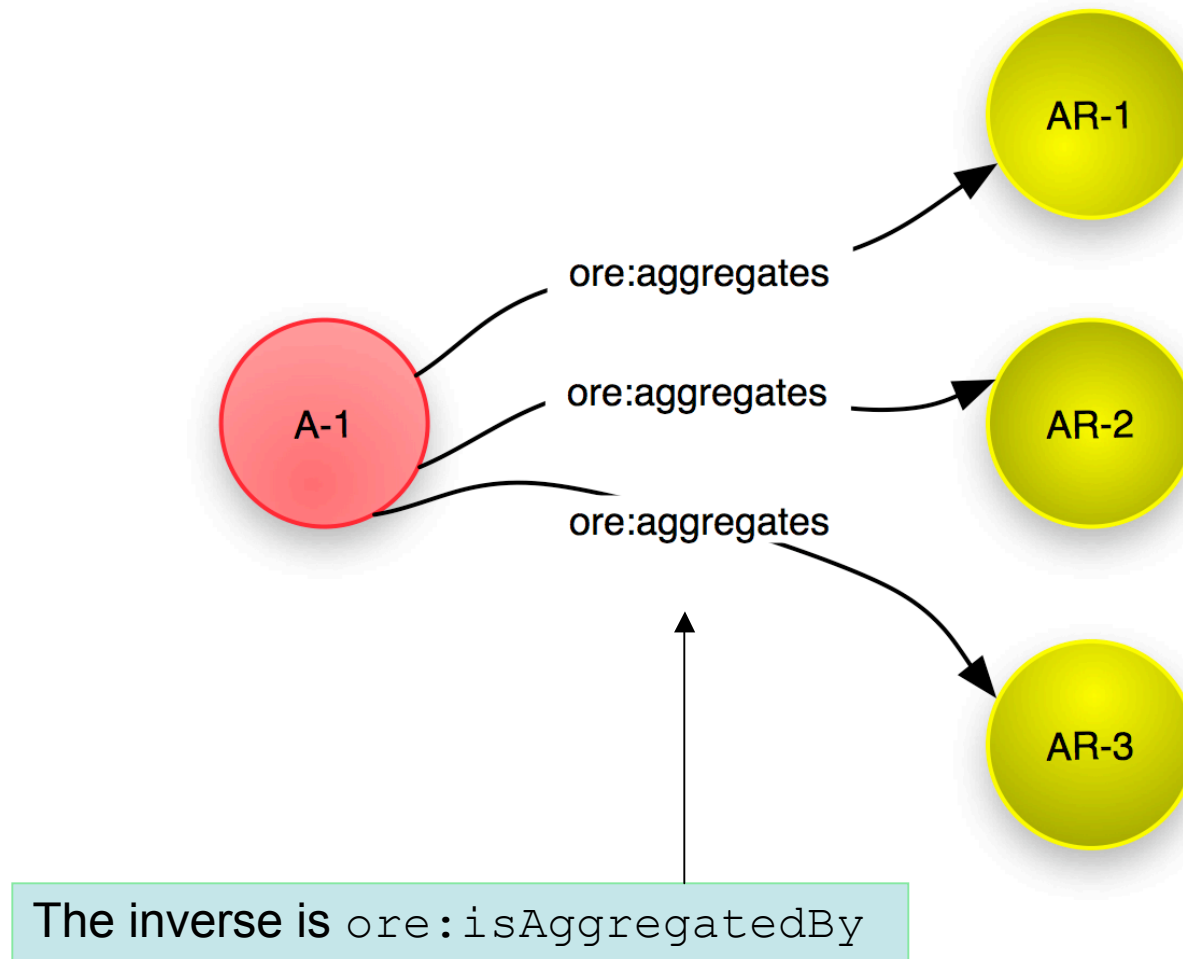 AR-1
ore:aggregates
ore:aggregates
A-1
AR-2
ore:aggregates
AR-3
The inverse is ore:isAggregatedBy